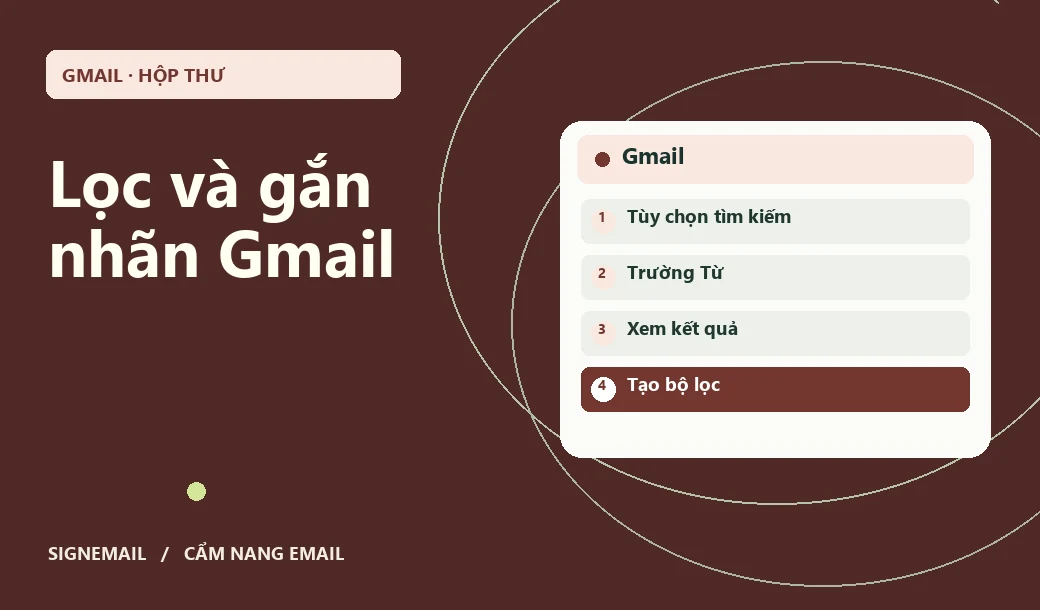 GMAIL · HỘP THƯ
Lọc và gắn
nhãn Gmail
Gmail
1 Tùy chọn tìm kiếm
2 Trường Từ
3 Xem kết quả
4 Tạo bộ lọc
SIGNEMAIL / CẨM NANG EMAIL